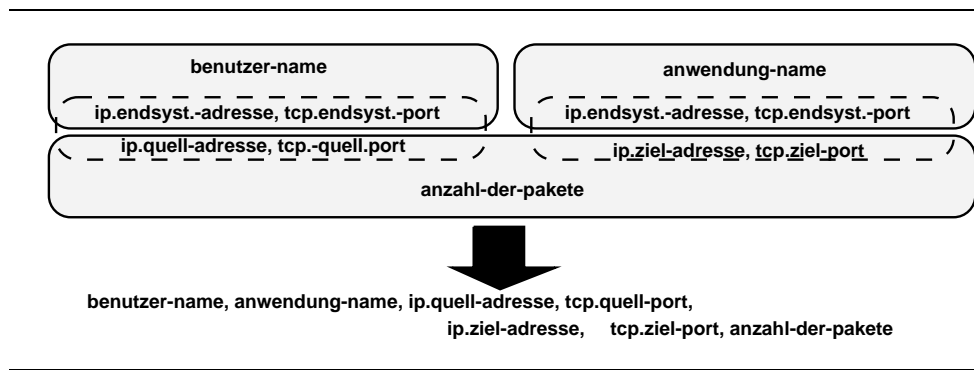 benutzer-name
anwendung-name
ip.endsyst.-adresse, tcp.endsyst.-port
ip.endsyst.-adresse, tcp.endsyst.-port
ip.quell-adresse, tcp.-quell.port
ip.ziel-adresse, tcp.ziel-port
anzahl-der-pakete
benutzer-name, anwendung-name, ip.quell-adresse, tcp.quell-port,
ip.ziel-adresse, tcp.ziel-port, anzahl-der-pakete